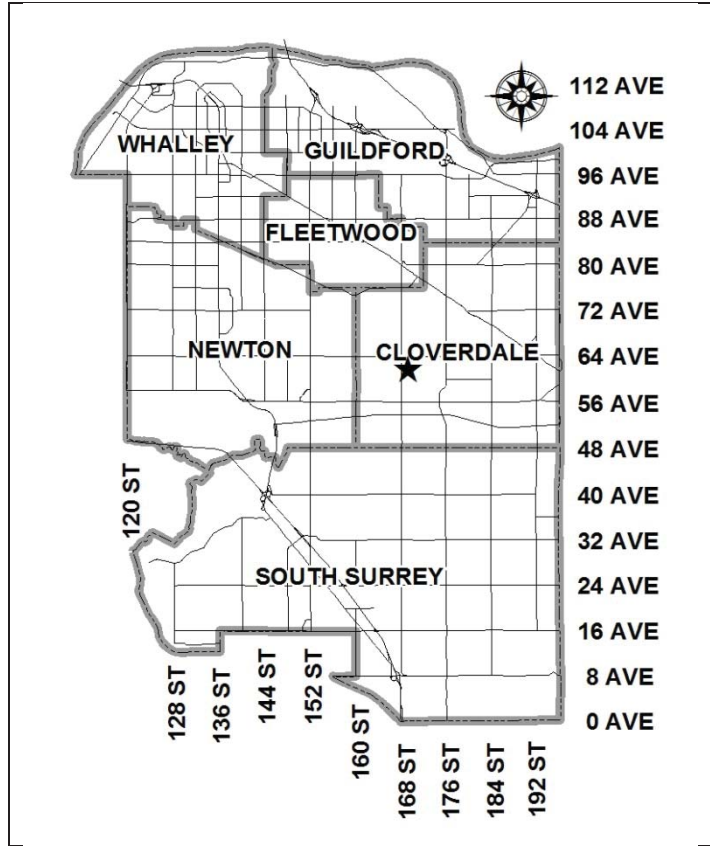 112 AVE
104 AVE
WHALLEY
GUILDFORD
96 AVE
88 AVE
FLEETWOOD
80 AVE
72 AVE
NEWTON
CLOVERDALE
64 AVE
56 AVE
48 AVE
120 ST
40 AVE
32 AVE
SOUTH SURREY
24 AVE
16 AVE
128 ST
136 ST
144 ST
152 ST
8 AVE
160 ST
0 AVE
168 ST
176 ST
184 ST
192 ST